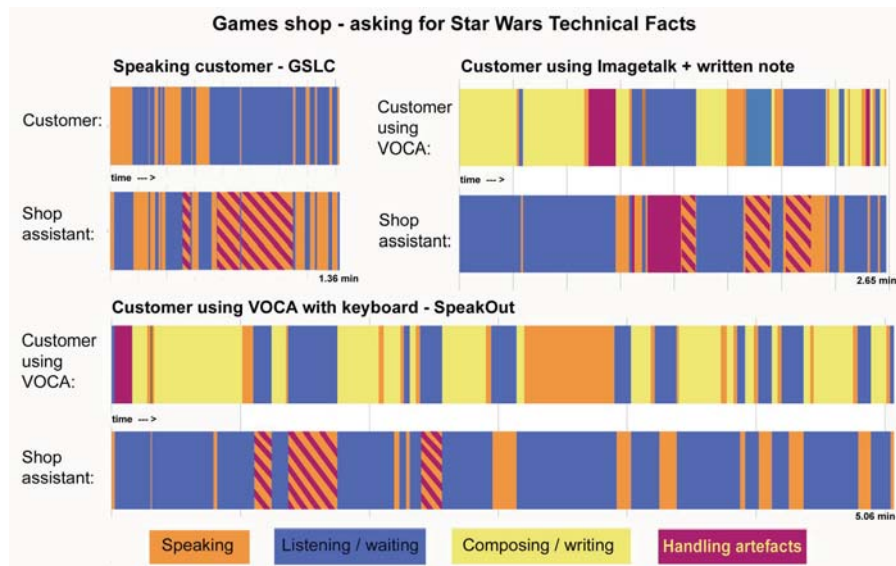 Games shop - asking for Star Wars Technical Facts
Speaking customer - GSLC
Customer:
time --- >
Shop
assistant:
1.36 min
Customer using Imagetalk + written note
Customer
using
VOCA:
time --- >
Shop
assistant:
2.65 min
Customer using VOCA with keyboard - SpeakOut
Customer
using
VOCA:
time --- >
Shop
assistant:
5.06 min
Speaking
Listening / waiting
Composing / writing
Handling artefacts